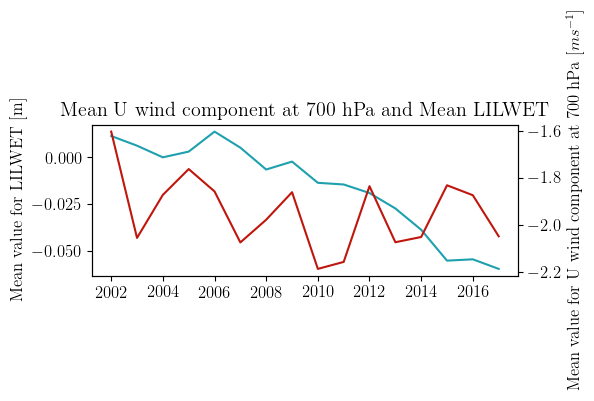 Mean U wind component at 700 hPa and Mean LILWET
Mean value for LILWET [m]
0.000
−0.025
−0.050
2002 2004 2006 2008 2010 2012 2014 2016
−1.6
−1.8
−2.0
−2.2
Mean value for U wind component at 700 hPa [ms⁻¹]